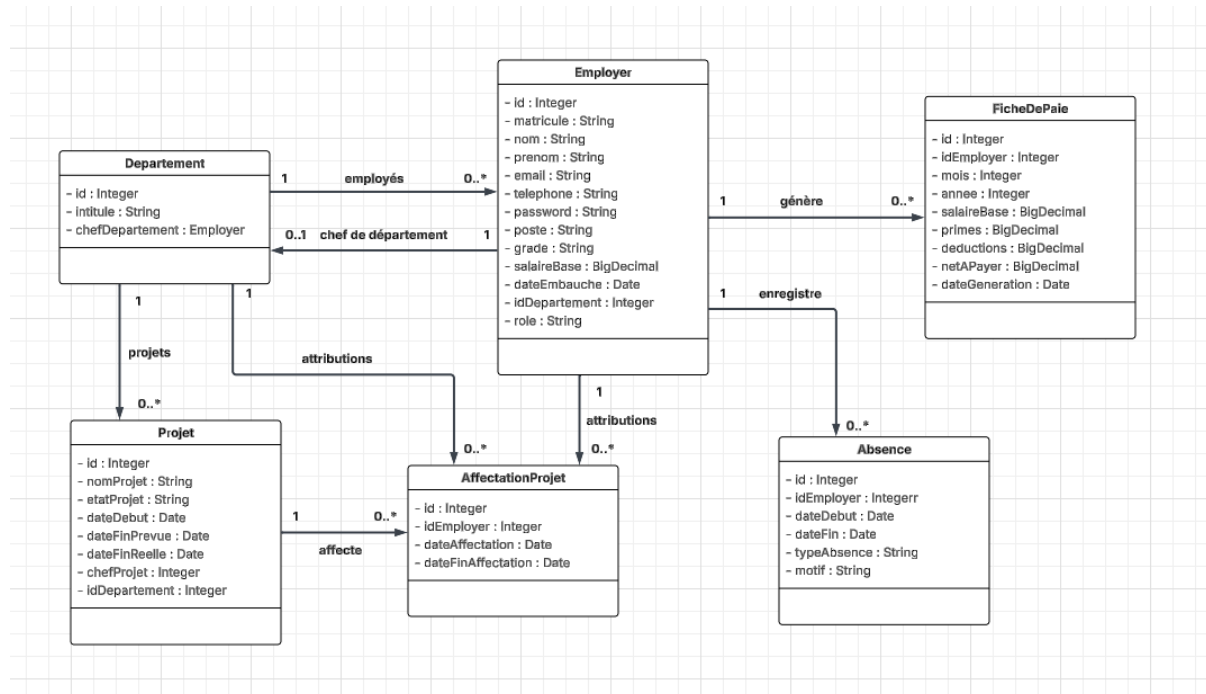 Employer
- id : Integer
- matricule : String
- nom : String
- prenom : String
- email : String
- telephone : String
- password : String
- poste : String
- grade : String
- salaireBase : BigDecimal
- dateEmbauche : Date
- idDepartement : Integer
- role : String
FicheDePaie
- id : Integer
- idEmployer : Integer
- mois : Integer
- annee : Integer
- salaireBase : BigDecimal
- primes : BigDecimal
- deductions : BigDecimal
- netAPayer : BigDecimal
- dateGeneration : Date
Departement
- id : Integer
- intitule : String
- chefDepartement : Employer
1 employés 0..*
0..1 chef de département 1
1 génère 0..*
1 enregistre
0..*
1
projets
0..*
1
attributions
0..*
1
attributions
0..*
Projet
- id : Integer
- nomProjet : String
- etatProjet : String
- dateDebut : Date
- dateFinPrevue : Date
- dateFinReelle : Date
- chefProjet : Integer
- idDepartement : Integer
1 0..*
affecte
AffectationProjet
- id : Integer
- idEmployer : Integer
- dateAffectation : Date
- dateFinAffectation : Date
Absence
- id : Integer
- idEmployer : Integerr
- dateDebut : Date
- dateFin : Date
- typeAbsence : String
- motif : String